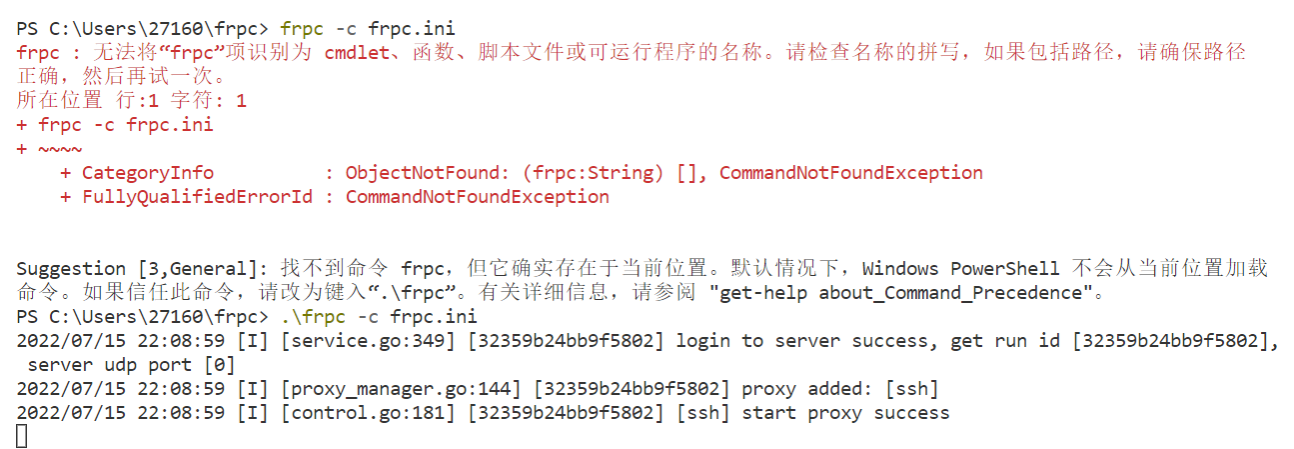 PS C:\Users\27160\frpc> frpc -c frpc.ini
frpc : 无法将“frpc”项识别为 cmdlet、函数、脚本文件或可运行程序的名称。请检查名称的拼写，如果包括路径，请确保路径
正确，然后再试一次。
所在位置 行:1 字符: 1
+ frpc -c frpc.ini
+ ~~~~
    + CategoryInfo          : ObjectNotFound: (frpc:String) [], CommandNotFoundException
    + FullyQualifiedErrorId : CommandNotFoundException
Suggestion [3,General]: 找不到命令 frpc，但它确实存在于当前位置。默认情况下，Windows PowerShell 不会从当前位置加载
命令。如果信任此命令，请改为键入“.\frpc”。有关详细信息，请参阅 "get-help about_Command_Precedence"。
PS C:\Users\27160\frpc> .\frpc -c frpc.ini
2022/07/15 22:08:59 [I] [service.go:349] [32359b24bb9f5802] login to server success, get run id [32359b24bb9f5802],
 server udp port [0]
2022/07/15 22:08:59 [I] [proxy_manager.go:144] [32359b24bb9f5802] proxy added: [ssh]
2022/07/15 22:08:59 [I] [control.go:181] [32359b24bb9f5802] [ssh] start proxy success